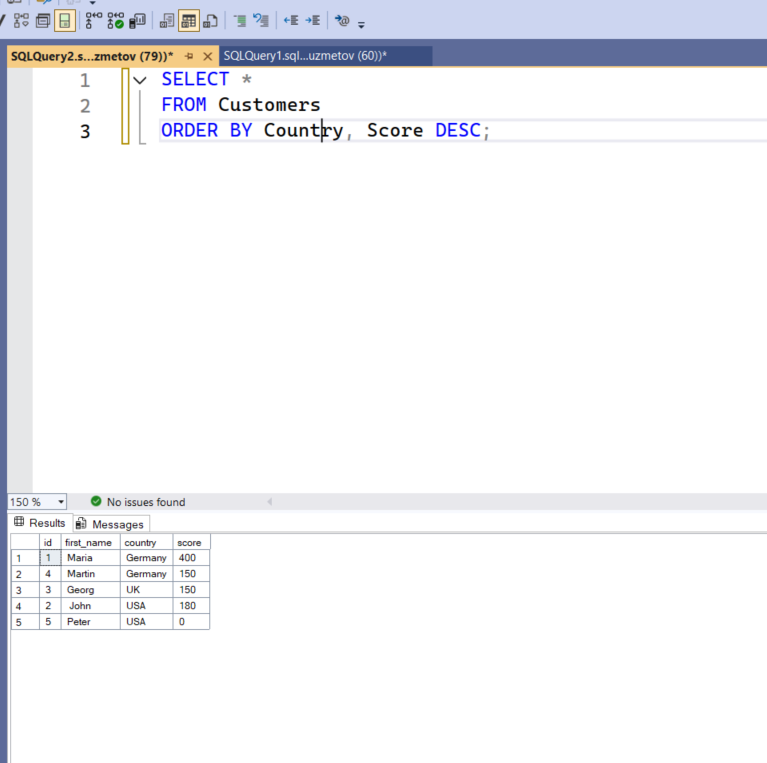 SQLQuery2.s...zmetov (79))* SQLQuery1.sql...uzmetov (60))*
1 SELECT *
2 FROM Customers
3 ORDER BY Country, Score DESC;
150 % No issues found
Results Messages
id first_name country score
1 1 Maria Germany 400
2 4 Martin Germany 150
3 3 Georg UK 150
4 2 John USA 180
5 5 Peter USA 0